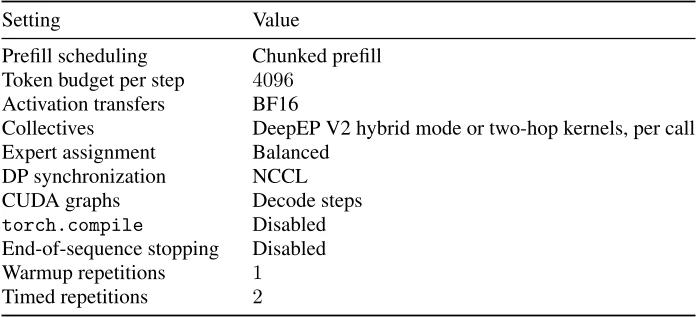 Setting Value
Prefill scheduling Chunked prefill
Token budget per step 4096
Activation transfers BF16
Collectives DeepEP V2 hybrid mode or two-hop kernels, per call
Expert assignment Balanced
DP synchronization NCCL
CUDA graphs Decode steps
torch.compile Disabled
End-of-sequence stopping Disabled
Warmup repetitions 1
Timed repetitions 2